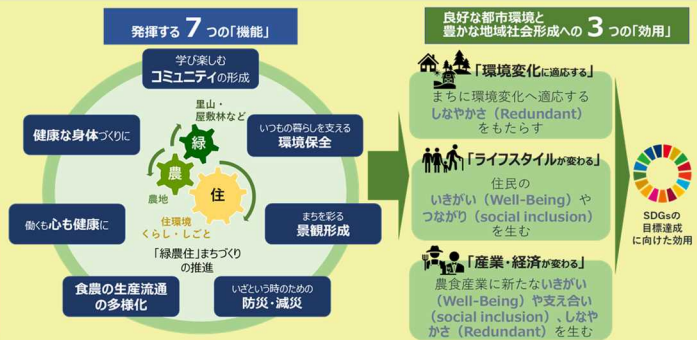 発揮する7つの「機能」
学び楽しむ
コミュニティの形成
里山・
屋敷林など
健康な身体づくりに
いつもの暮らしを支える
環境保全
緑
農
住
農地
働くも心も健康に
住環境
くらし・しごと
まちを彩る
景観形成
「緑農住」まちづくり
の推進
食農の生産流通
の多様化
いざという時のための
防災・減災
良好な都市環境と
豊かな地域社会形成への3つの「効用」
「環境変化に適応する」
まちに環境変化へ適応する
しなやかさ（Redundant）
をもたらす
「ライフスタイルが変わる」
住民の
いきがい（Well-Being）や
つながり（social inclusion）
を生む
「産業・経済が変わる」
農食産業に新たないきがい
（Well-Being）や支え合い
（social inclusion）、しなや
かさ（Redundant）を生む
SDGsの
目標達成
に向けた効用